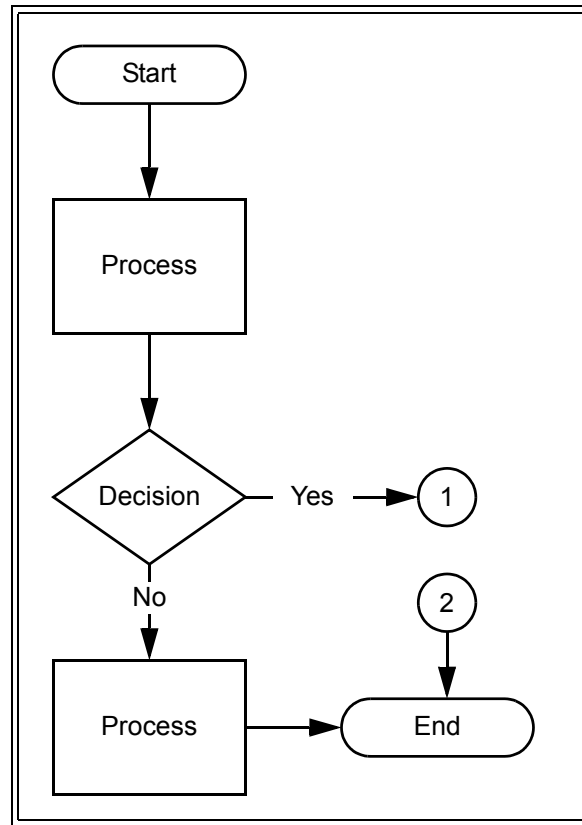 Start
Process
Decision
Yes
1
No
2
Process
End